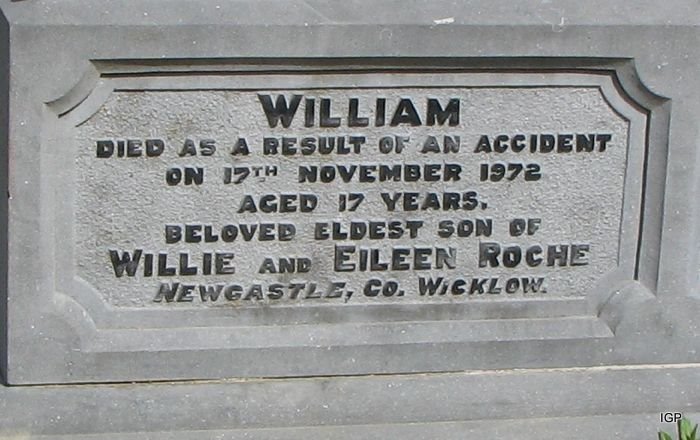 WILLIAM
DIED AS A RESULT OF AN ACCIDENT
ON 17TH NOVEMBER 1972
AGED 17 YEARS.
BELOVED ELDEST SON OF
WILLIE AND EILEEN ROCHE
NEWCASTLE, CO. WICKLOW.
IGP